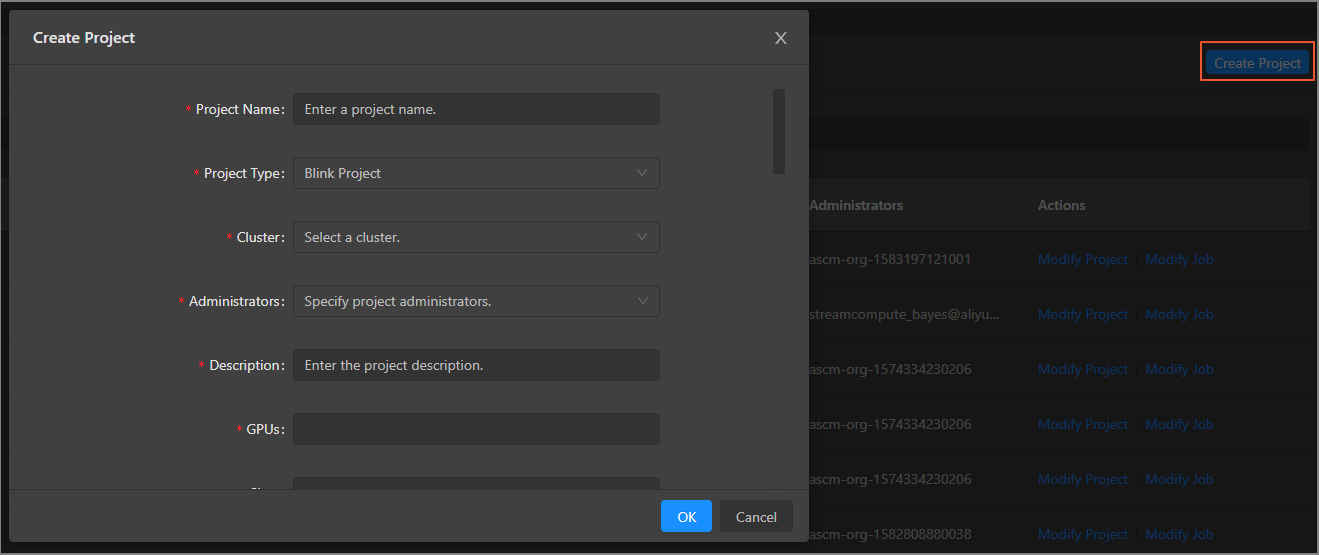 Create Project
X
Create Project
* Project Name:
Enter a project name.
* Project Type:
Blink Project
* Cluster:
Select a cluster.
* Administrators:
Specify project administrators.
* Description:
Enter the project description.
* GPUs:
OK
Cancel
Administrators
Actions
ascm-org-1583197121001
Modify Project
Modify Job
streamcompute_bayes@aliyu...
Modify Project
Modify Job
ascm-org-1574334230206
Modify Project
Modify Job
ascm-org-1574334230206
Modify Project
Modify Job
ascm-org-1574334230206
Modify Project
Modify Job
ascm-org-1582808880038
Modify Project
Modify Job